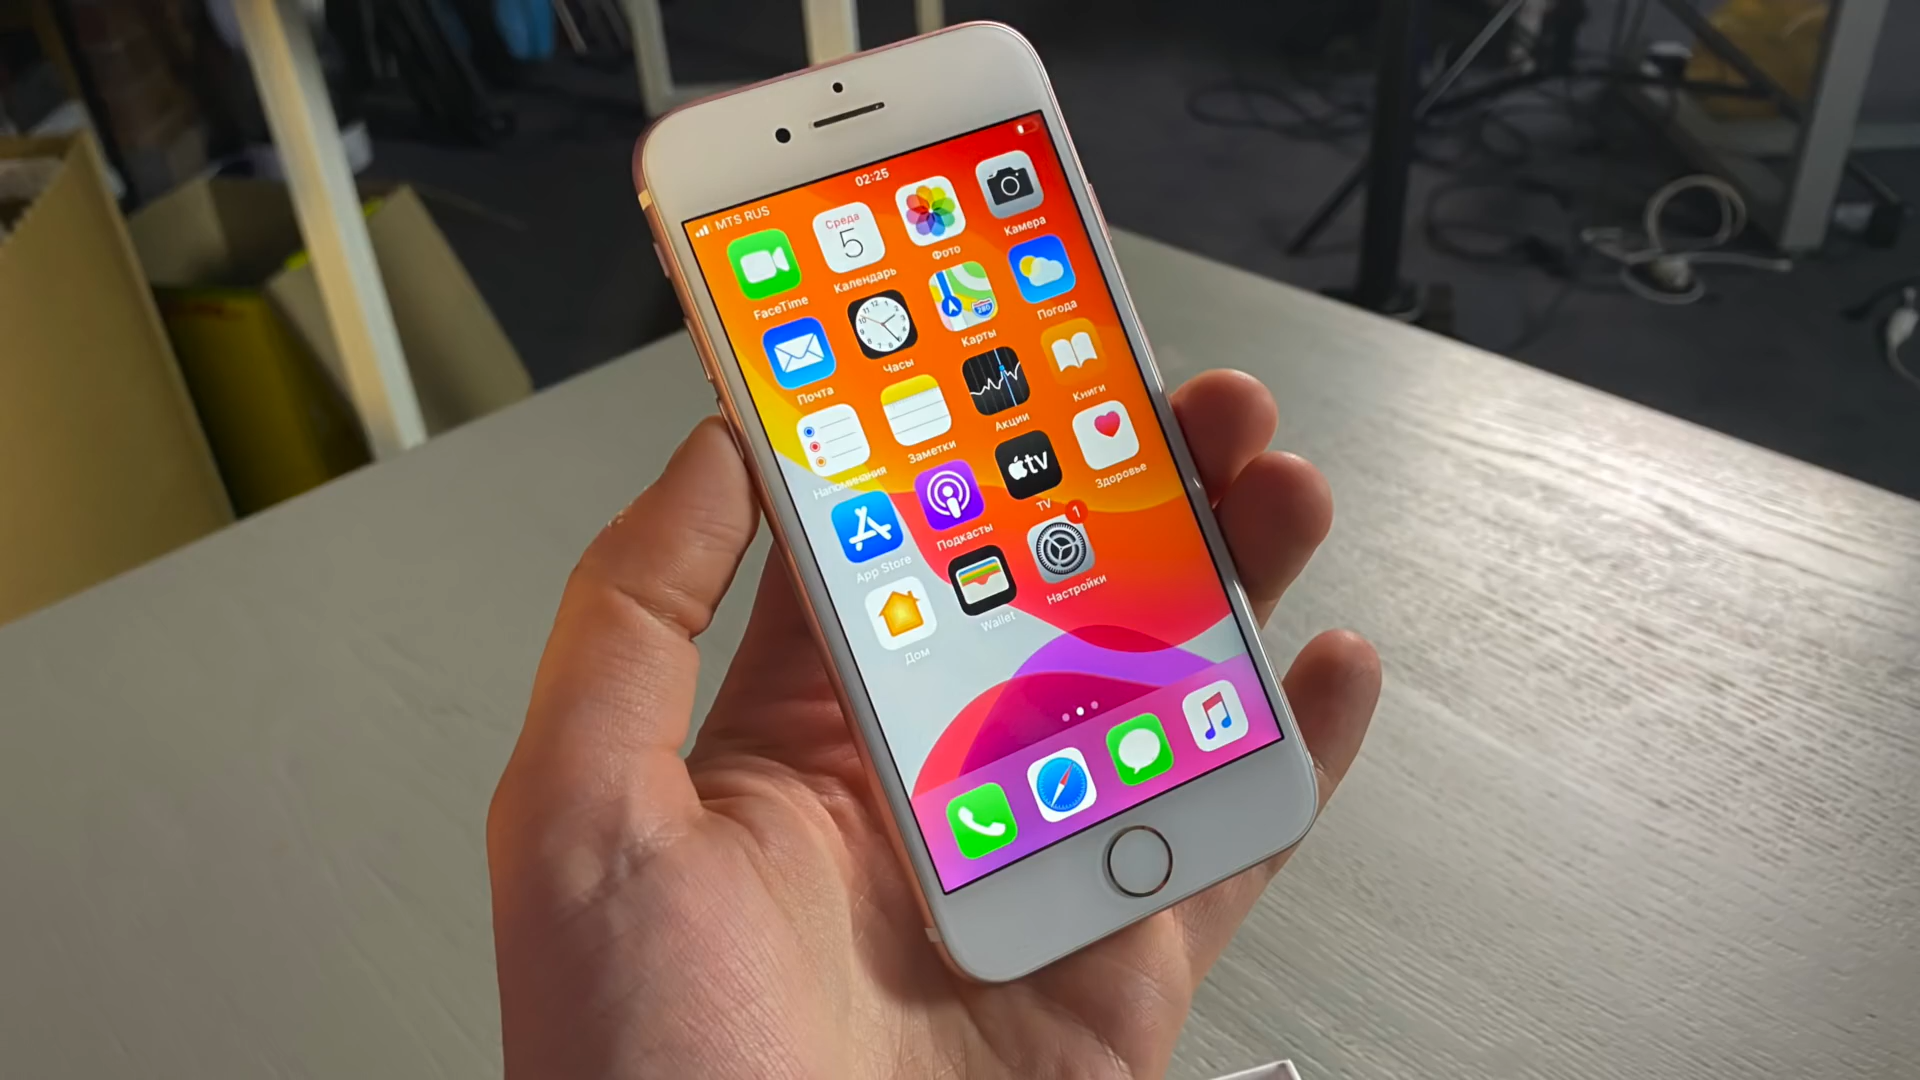 MTS RUS 02:25
FaceTime
Среда
5
Календарь
Фото
Камера
Почта
Часы
280
Карты
Погода
Напоминания
Заметки
Акции
Книги
App Store
Подкасты
tv
TV
Здоровье
Дом
Wallet
1
Настройки